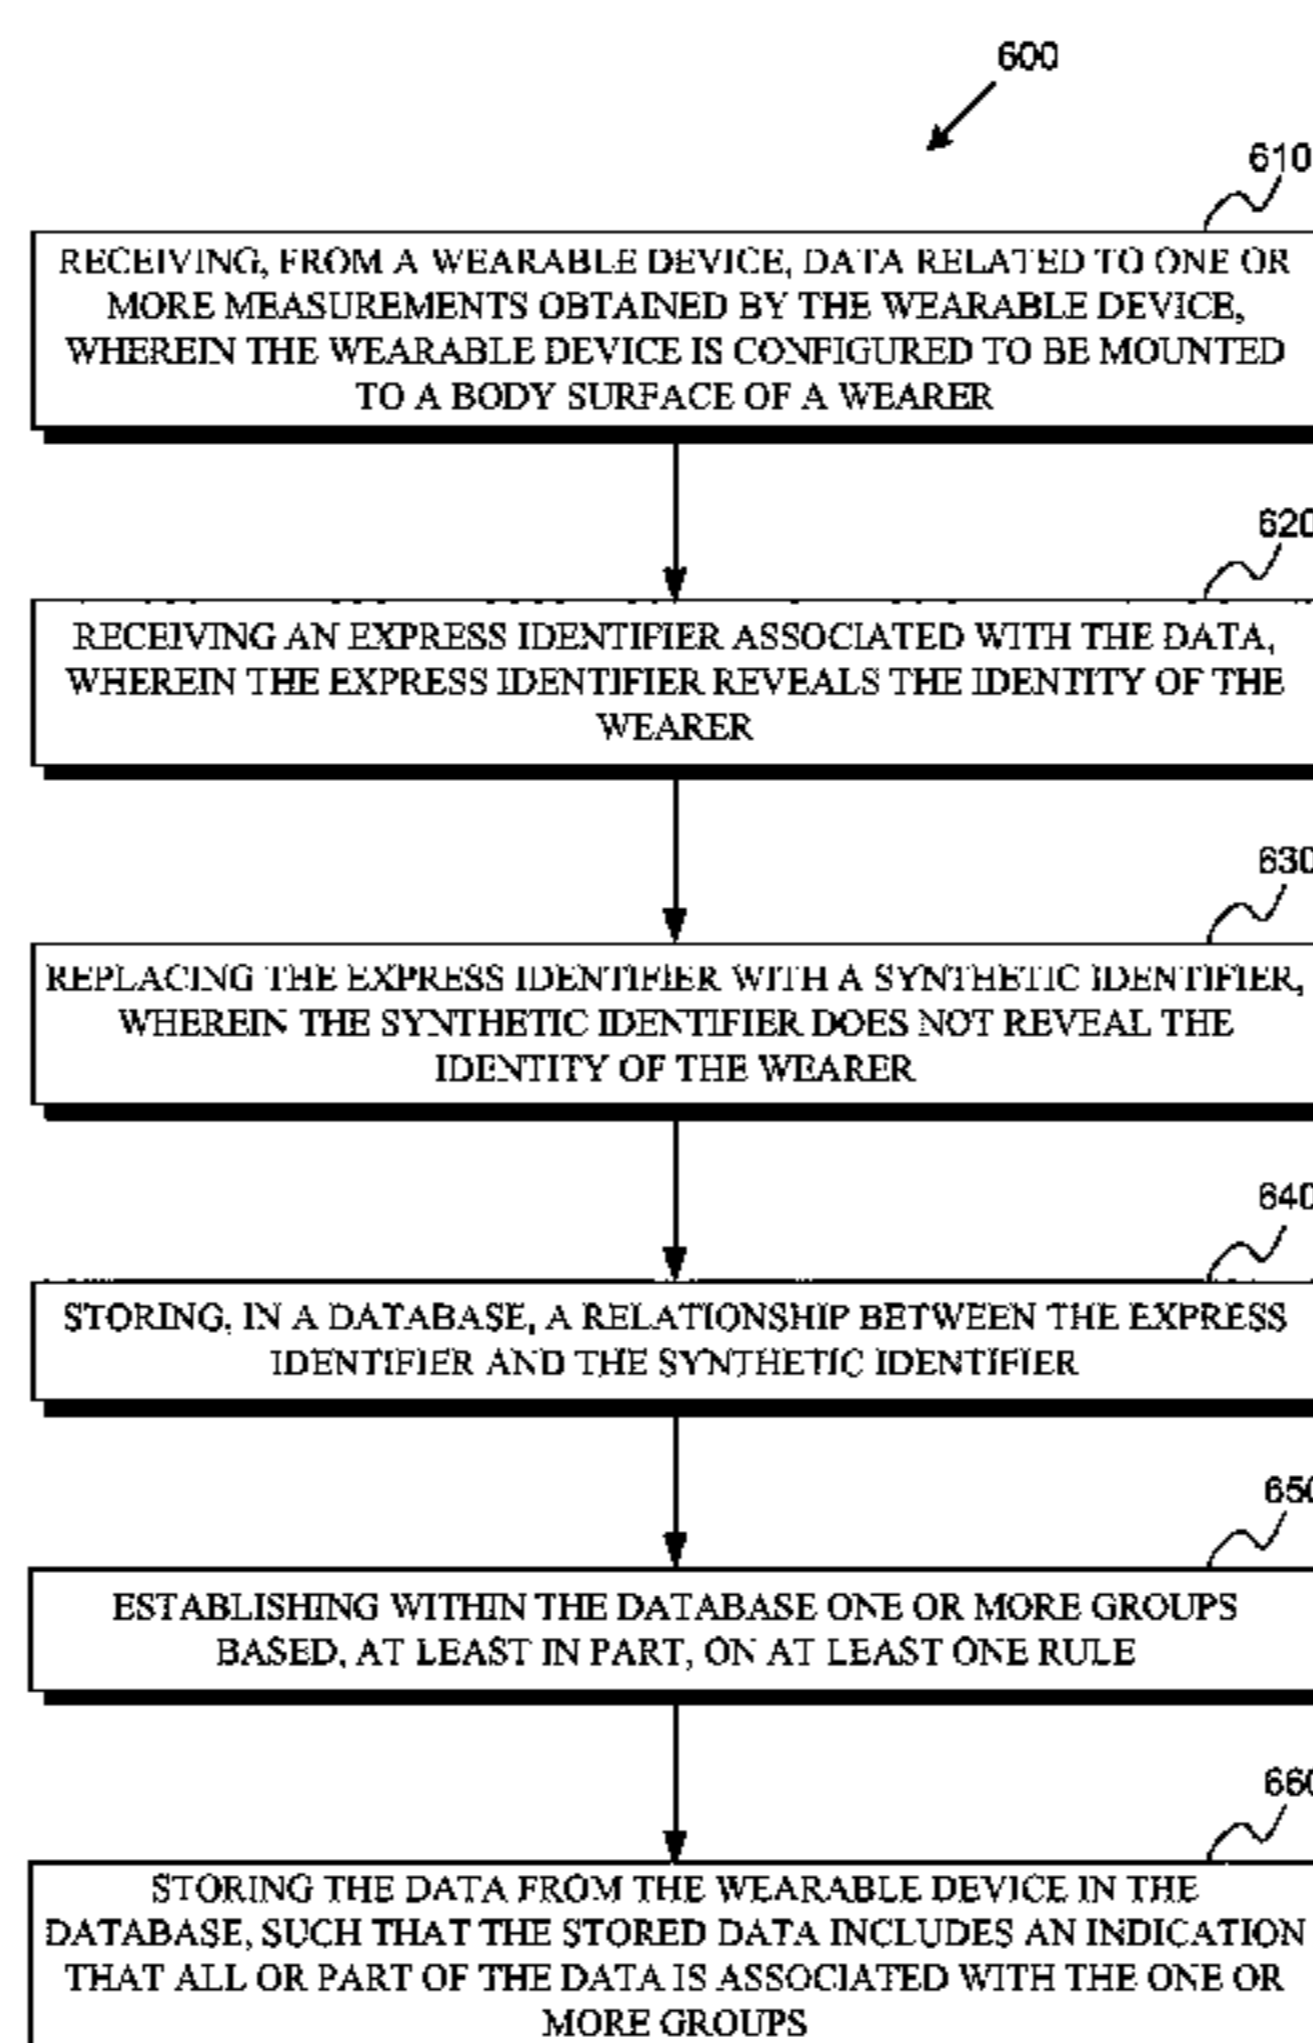 600
610
RECEIVING, FROM A WEARABLE DEVICE, DATA RELATED TO ONE OR
MORE MEASUREMENTS OBTAINED BY THE WEARABLE DEVICE,
WHEREIN THE WEARABLE DEVICE IS CONFIGURED TO BE MOUNTED
TO A BODY SURFACE OF A WEARER
620
RECEIVING AN EXPRESS IDENTIFIER ASSOCIATED WITH THE DATA,
WHEREIN THE EXPRESS IDENTIFIER REVEALS THE IDENTITY OF THE
WEARER
630
REPLACING THE EXPRESS IDENTIFIER WITH A SYNTHETIC IDENTIFIER,
WHEREIN THE SYNTHETIC IDENTIFIER DOES NOT REVEAL THE
IDENTITY OF THE WEARER
640
STORING, IN A DATABASE, A RELATIONSHIP BETWEEN THE EXPRESS
IDENTIFIER AND THE SYNTHETIC IDENTIFIER
650
ESTABLISHING WITHIN THE DATABASE ONE OR MORE GROUPS
BASED, AT LEAST IN PART, ON AT LEAST ONE RULE
660
STORING THE DATA FROM THE WEARABLE DEVICE IN THE
DATABASE, SUCH THAT THE STORED DATA INCLUDES AN INDICATION
THAT ALL OR PART OF THE DATA IS ASSOCIATED WITH THE ONE OR
MORE GROUPS